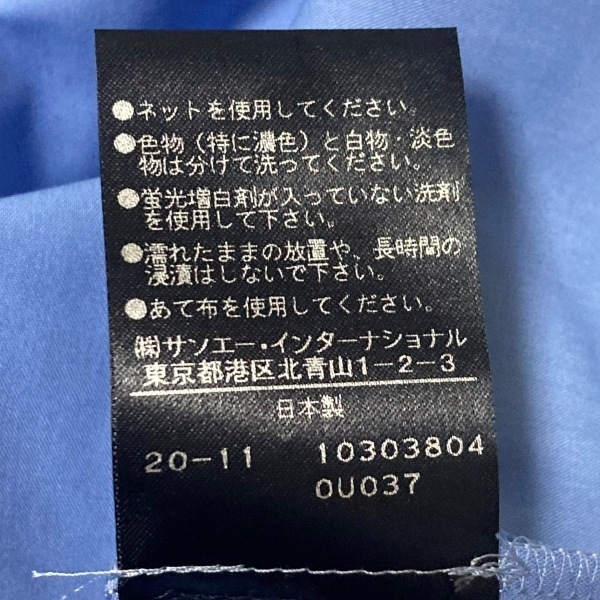 ●ネットを使用してください。
●色物（特に濃色）と白物・淡色
物は分けて洗ってください。
●蛍光増白剤が入っていない洗剤
を使用して下さい。
●濡れたままの放置や、長時間の
浸漬はしないで下さい。
●あて布を使用してください。
㈱サンエー・インターナショナル
東京都港区北青山1-2-3
日本製
20-11 10303804
0U037